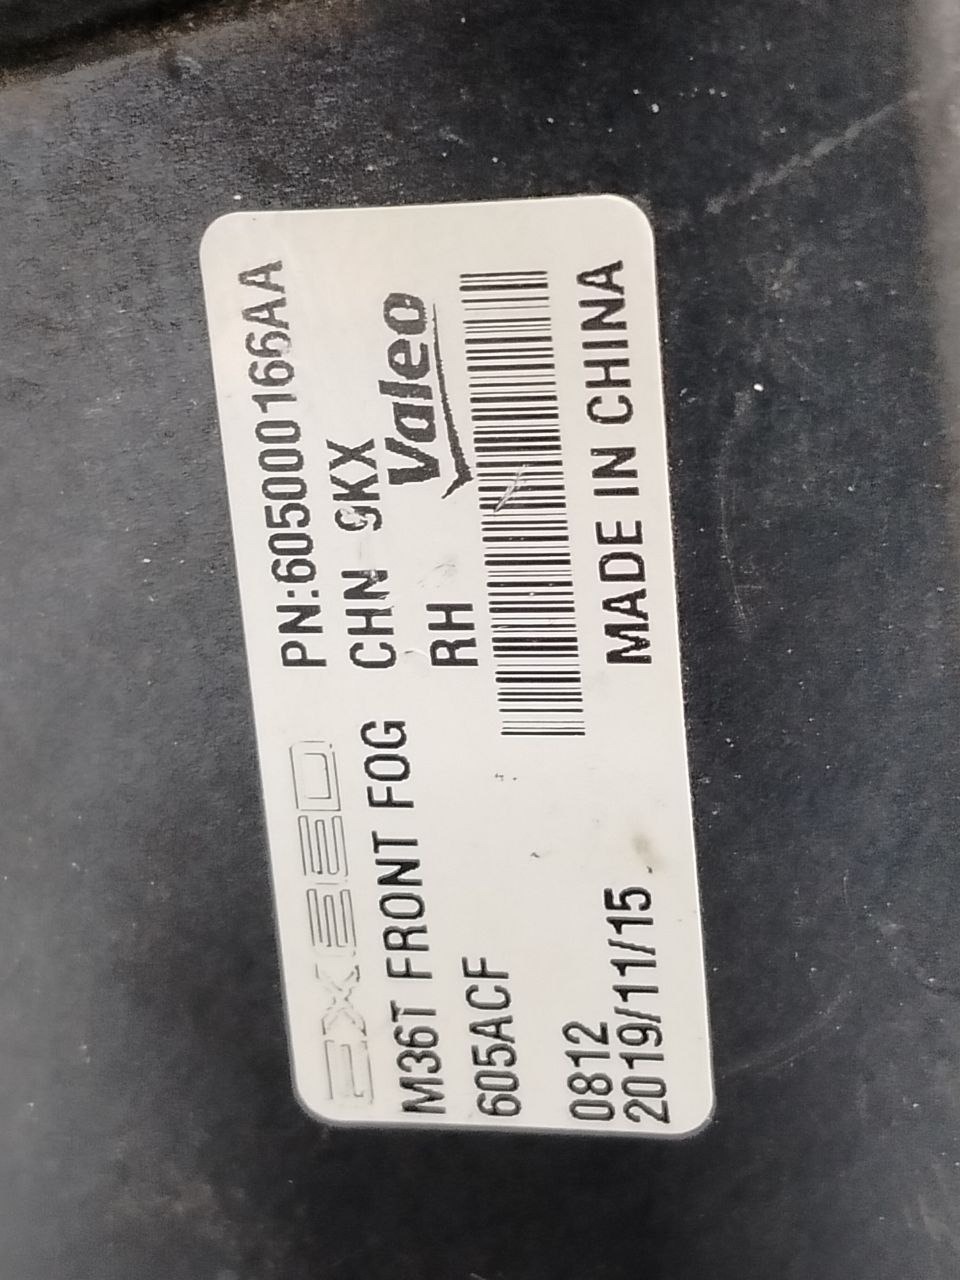 EXEED PN:605000166AA
M36T FRONT FOG CHN 9KX
605ACF RH Valeo
0812
2019/11/15 MADE IN CHINA